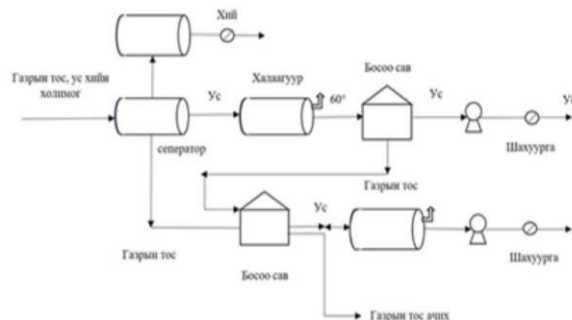 Хий
Газрын тос, ус хийн
холимог
Ус
Халаагуур
60°
Босоо сав
Ус
Ус
сеператор
Шахуурга
Газрын тос
Ус
Газрын тос
Босоо сав
Шахуурга
Газрын тос ачих